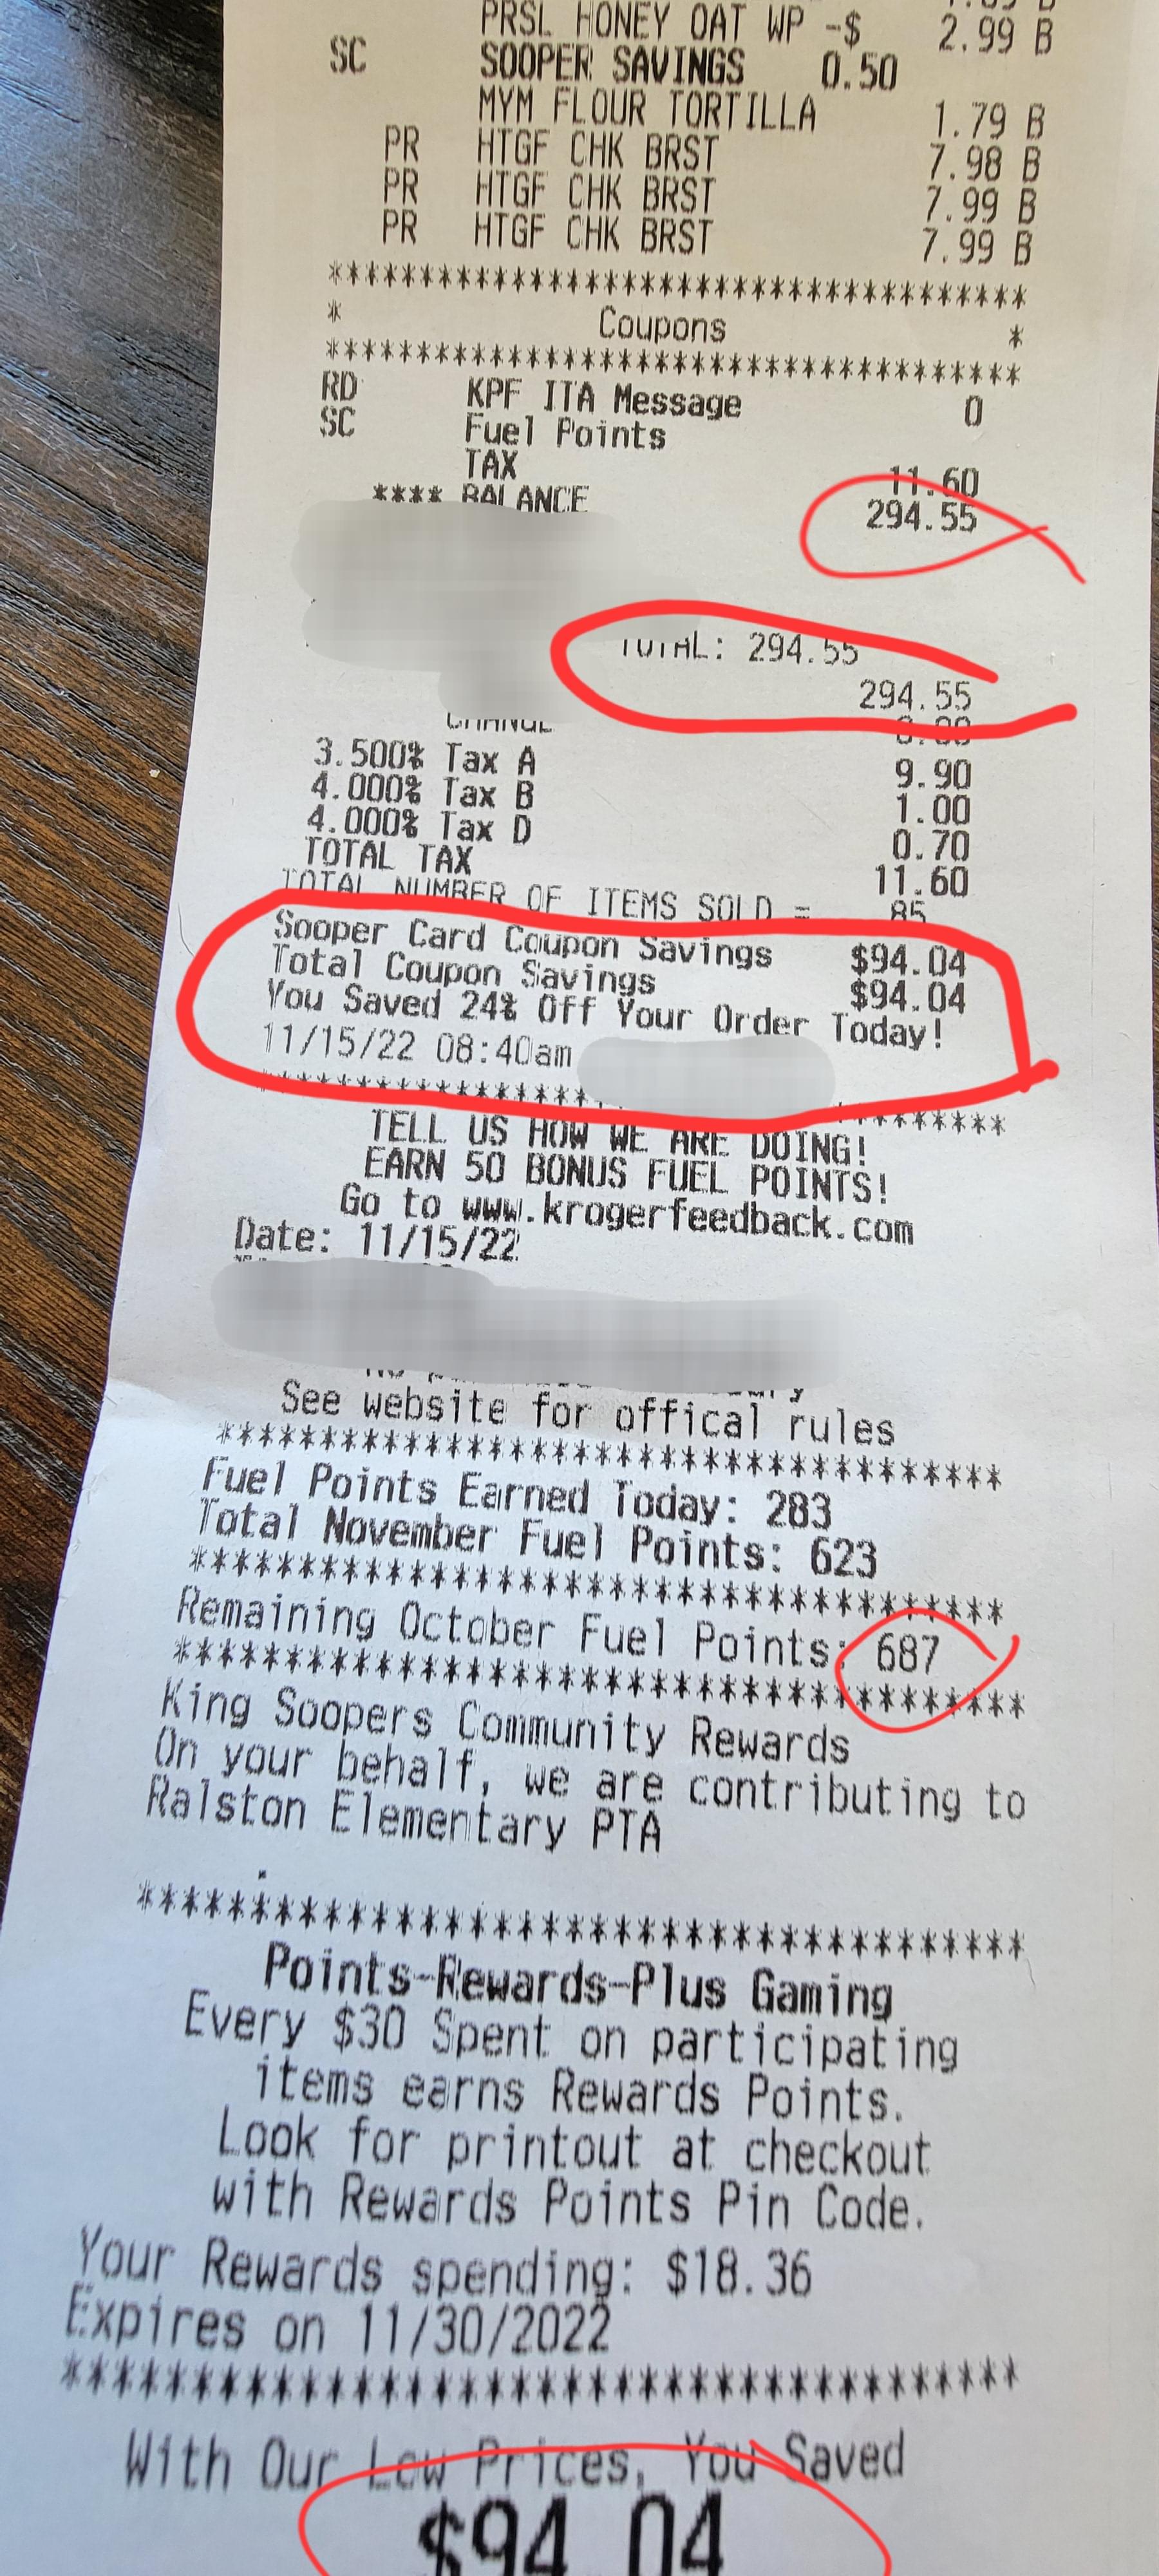 PRSL HONEY OAT WP -$ 2.99 B
SC SOOPER SAVINGS 0.50
MYM FLOUR TORTILLA 1.79 B
PR HTGF CHK BRST 7.98 B
PR HTGF CHK BRST 7.99 B
PR HTGF CHK BRST 7.99 B
***************************************
* Coupons *
***************************************
RD KPF ITA Message 0
SC Fuel Points
TAX 11.60
**** BALANCE 294.55
TOTAL: 294.55
294.55
CHANGE 0.00
3.500% Tax A 9.90
4.000% Tax B 1.00
4.000% Tax D 0.70
TOTAL TAX 11.60
TOTAL NUMBER OF ITEMS SOLD = 85
Sooper Card Coupon Savings $94.04
Total Coupon Savings $94.04
You Saved 24% Off Your Order Today!
11/15/22 08:40am
***************************************
TELL US HOW WE ARE DOING!
EARN 50 BONUS FUEL POINTS!
Go to www.krogerfeedback.com
Date: 11/15/22
No
See website for offical rules
***************************************
Fuel Points Earned Today: 283
Total November Fuel Points: 623
***************************************
Remaining October Fuel Points: 687
***************************************
King Soopers Community Rewards
On your behalf, we are contributing to
Ralston Elementary PTA
***************************************
Points-Rewards-Plus Gaming
Every $30 Spent on participating
items earns Rewards Points.
Look for printout at checkout
with Rewards Points Pin Code.
Your Rewards spending: $18.36
Expires on 11/30/2022
***************************************
With Our Low Prices, You Saved
$94.04